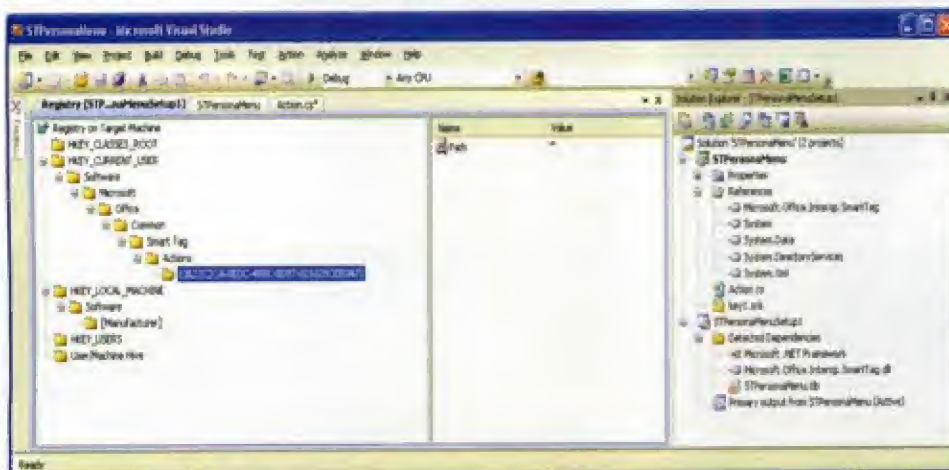 STPersonaMenu - Microsoft Visual Studio
File Edit View Project Build Debug Tools Test Action Analyze Window Help
Debug Any CPU
Registry (STP...naMenuSetup1) STPersonaMenu Action.cs*
Registry on Target Machine
HKEY_CLASSES_ROOT
HKEY_CURRENT_USER
Software
Microsoft
Office
Common
Smart Tag
Actions
HKEY_LOCAL_MACHINE
Software
[Manufacturer]
HKEY_USERS
User/Machine Hive
Name Value
Path
Solution Explorer - STPersonaMenuSetup1
Solution 'STPersonaMenu' (2 projects)
STPersonaMenu
Properties
References
Microsoft.Office.Interop.SmartTag
System
System.Data
System.DirectoryServices
System.Xml
Action.cs
key1.snk
STPersonaMenuSetup1
Detected Dependencies
Microsoft .NET Framework
Microsoft.Office.Interop.SmartTag.dll
Primary output from STPersonaMenu (Active)
Ready